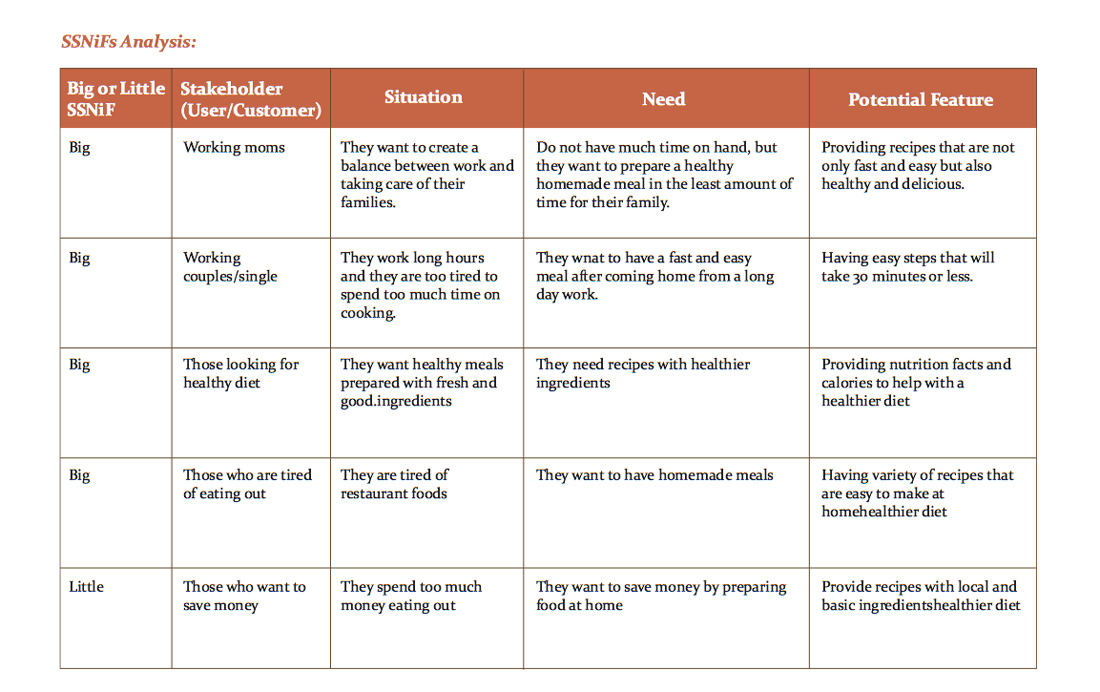 SSNiFs Analysis:
Big or Little
SSNiF
Stakeholder
(User/Customer)
Situation
Need
Potential Feature
Big
Working moms
They want to create a
balance between work and
taking care of their
families.
Do not have much time on hand, but
they want to prepare a healthy
homemade meal in the least amount of
time for their family.
Providing recipes that are not
only fast and easy but also
healthy and delicious.
Big
Working
couples/single
They work long hours
and they are too tired to
spend too much time on
cooking.
They wnat to have a fast and easy
meal after coming home from a long
day work.
Having easy steps that will
take 30 minutes or less.
Big
Those looking for
healthy diet
They want healthy meals
prepared with fresh and
good.ingredients
They need recipes with healthier
ingredients
Providing nutrition facts and
calories to help with a
healthier diet
Big
Those who are tired
of eating out
They are tired of
restaurant foods
They want to have homemade meals
Having variety of recipes that
are easy to make at
homehealthier diet
Little
Those who want to
save money
They spend too much
money eating out
They want to save money by preparing
food at home
Provide recipes with local and
basic ingredientshealthier diet